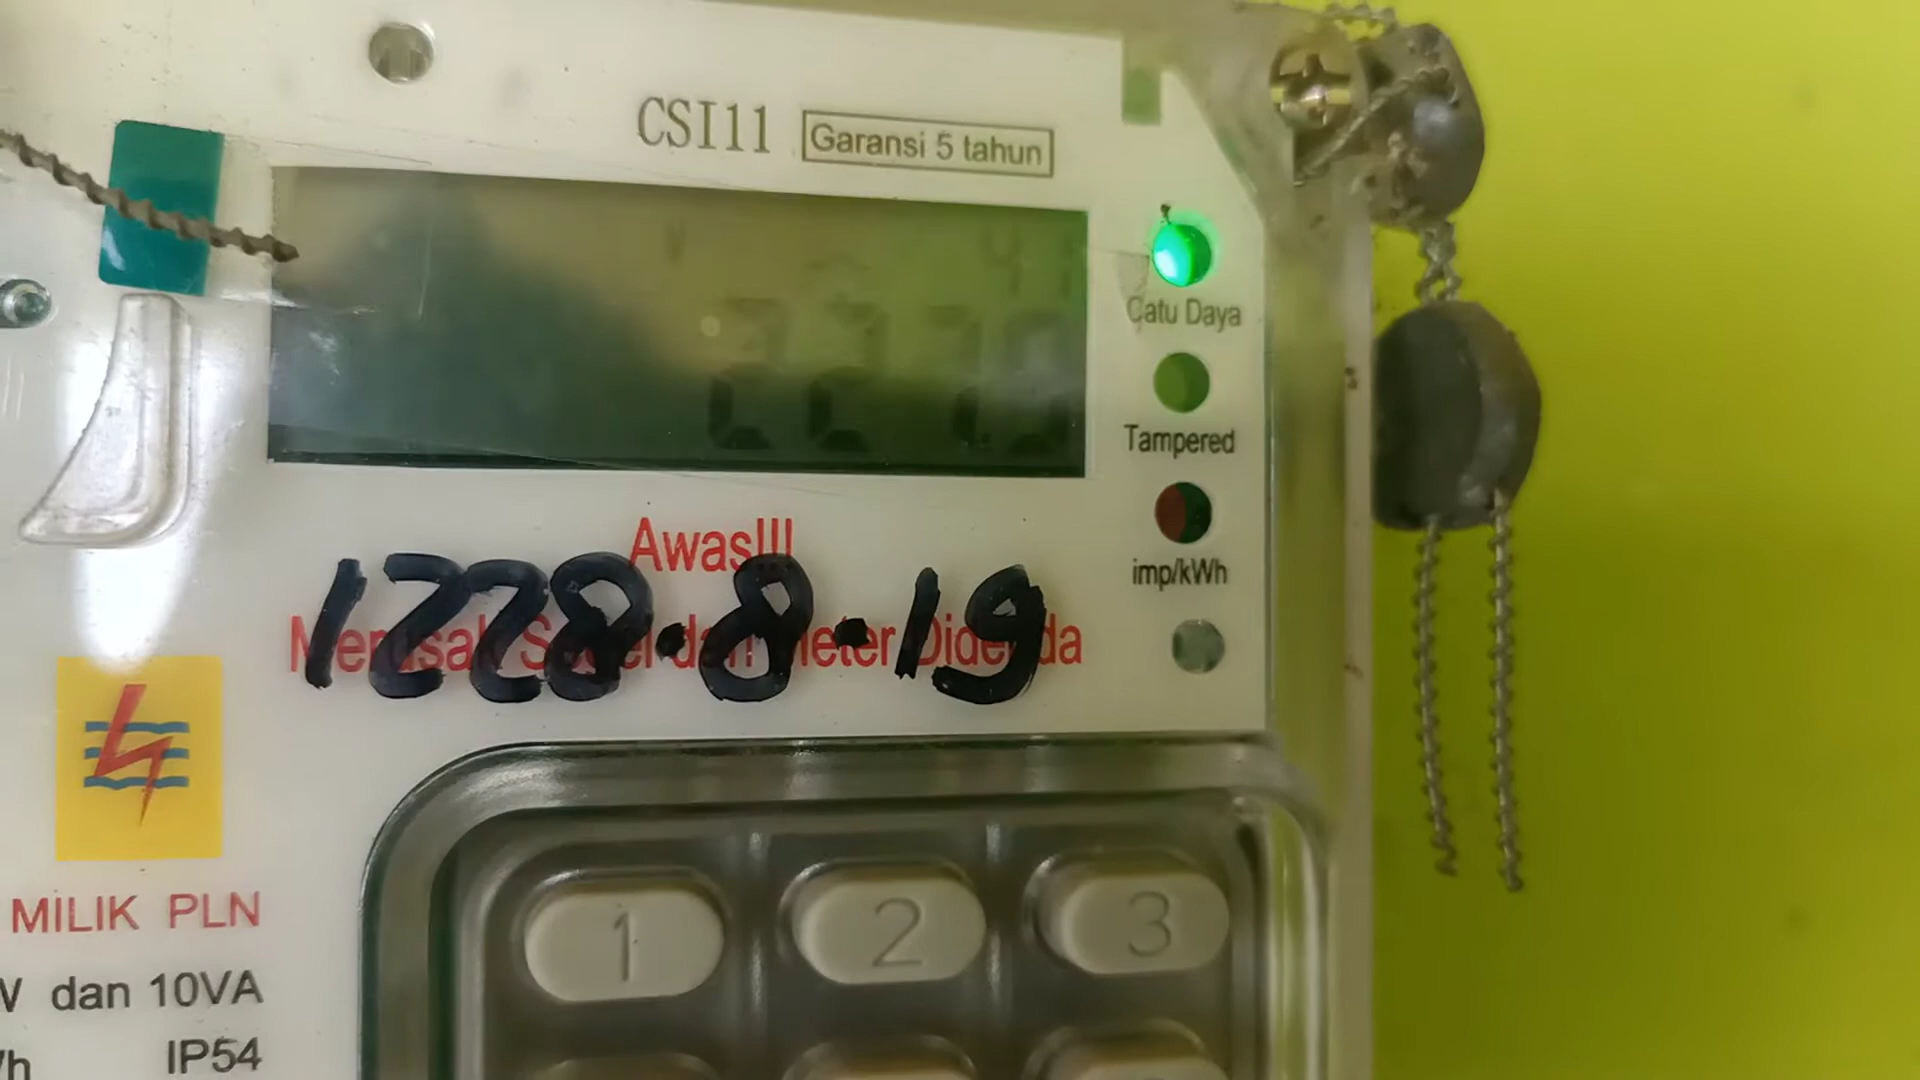 CSI11 Garansi 5 tahun
Catu Daya
Tampered
imp/kWh
Awas!!!
Merusak Segel dan Meter Didenda
1228.8.19
MILIK PLN
dan 10VA
IP54
1 2 3